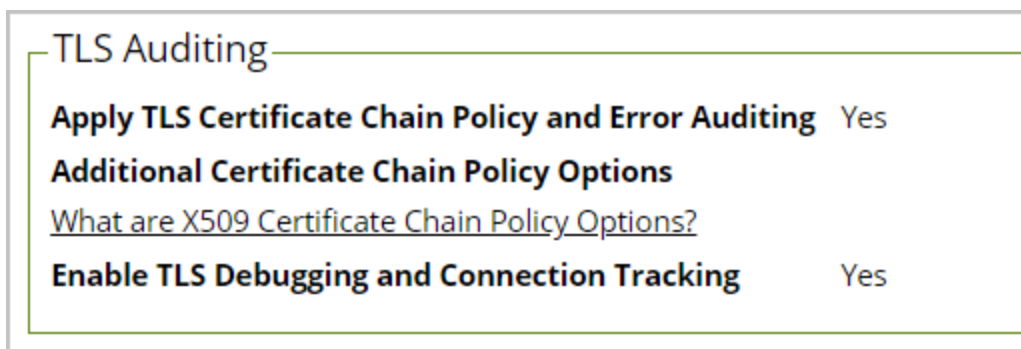 TLS Auditing
Apply TLS Certificate Chain Policy and Error Auditing Yes
Additional Certificate Chain Policy Options
What are X509 Certificate Chain Policy Options?
Enable TLS Debugging and Connection Tracking Yes